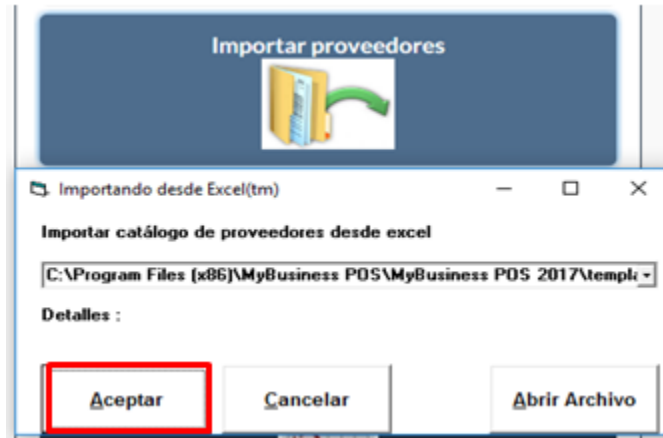 Importar proveedores
Importando desde Excel(tm)
Importar catálogo de proveedores desde excel
C:\Program Files (x86)\MyBusiness POS\MyBusiness POS 2017\templa
Detalles :
Aceptar Cancelar Abrir Archivo